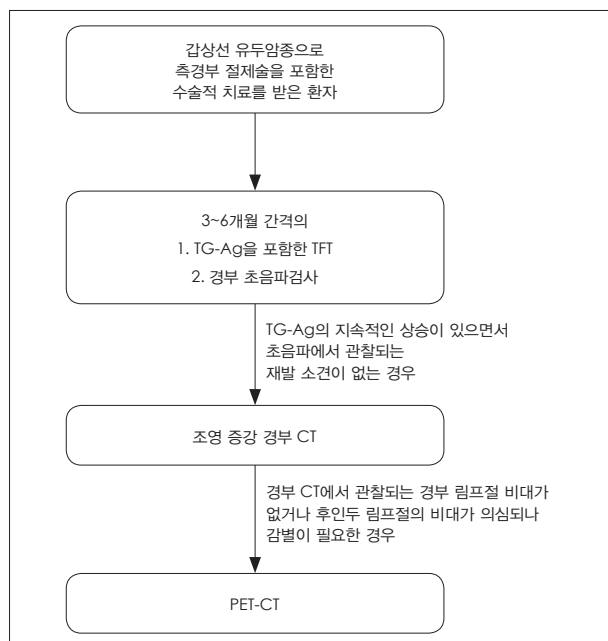 갑상선 유두암종으로
측경부 절제술을 포함한
수술적 치료를 받은 환자
3~6개월 간격의
1. TG-Ag을 포함한 TFT
2. 경부 초음파검사
TG-Ag의 지속적인 상승이 있으면서
초음파에서 관찰되는
재발 소견이 없는 경우
조영 증강 경부 CT
경부 CT에서 관찰되는 경부 림프절 비대가
없거나 후인두 림프절의 비대가 의심되나
감별이 필요한 경우
PET-CT